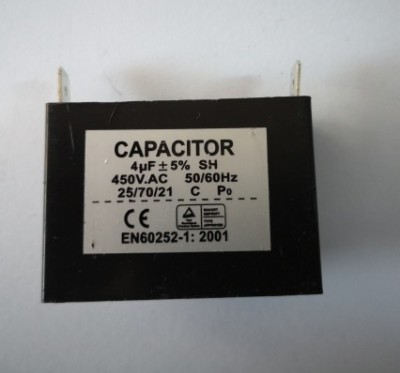 CAPACITOR
4μF±5% SH
450V.AC 50/60Hz
25/70/21 C P₀
CE
EN60252-1: 2001